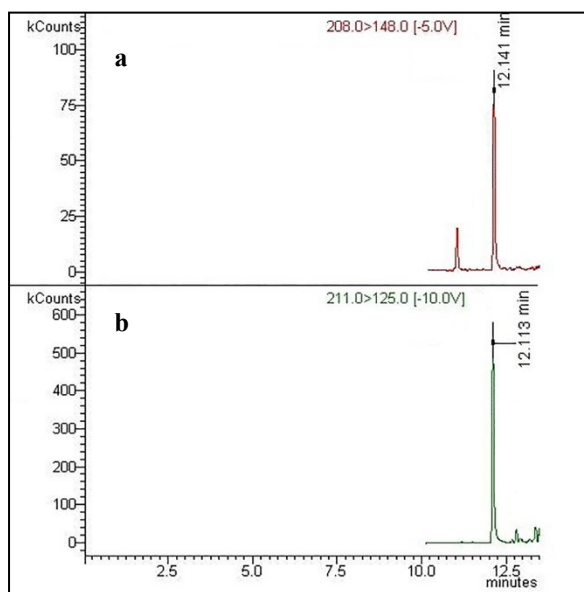 kCounts
208.0>148.0 [-5.0V]
a
12.141 min
100
75
50
25
0
kCounts
211.0>125.0 [-10.0V]
b
12.113 min
600
500
400
300
200
100
0
2.5 5.0 7.5 10.0 12.5
minutes